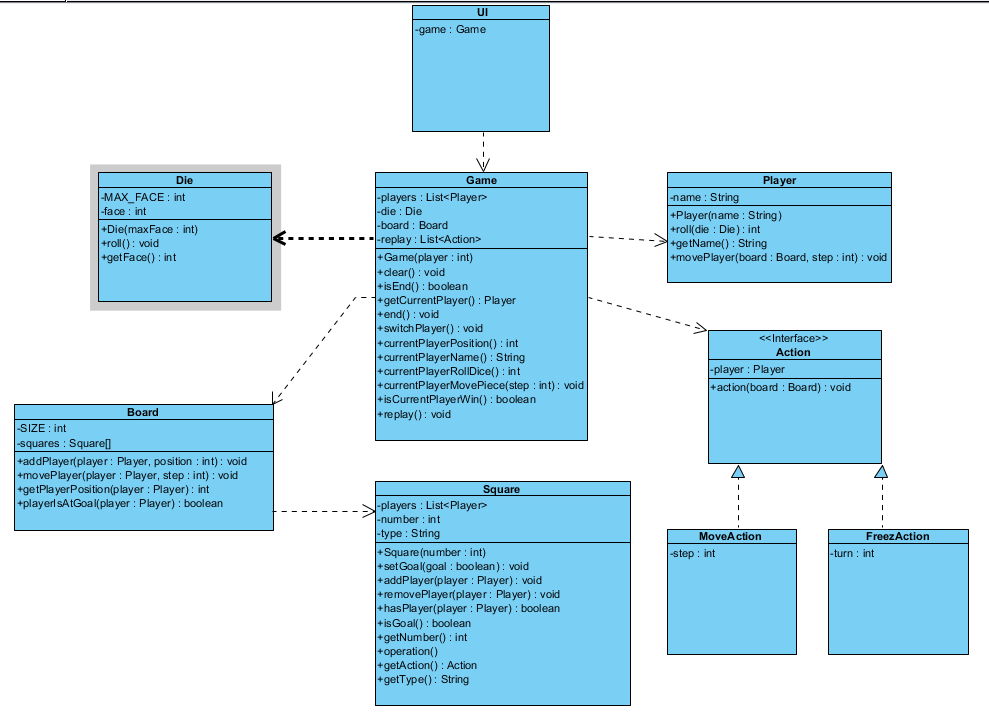 UI
-game : Game
Die
-MAX_FACE : int
-face : int
+Die(maxFace : int)
+roll() : void
+getFace() : int
Game
-players : List<Player>
-die : Die
-board : Board
-replay : List<Action>
+Game(player : int)
+clear() : void
+isEnd() : boolean
+getCurrentPlayer() : Player
+end() : void
+switchPlayer() : void
+currentPlayerPosition() : int
+currentPlayerName() : String
+currentPlayerRollDice() : int
+currentPlayerMovePiece(step : int) : void
+isCurrentPlayerWin() : boolean
+replay() : void
Player
-name : String
+Player(name : String)
+roll(die : Die) : int
+getName() : String
+movePlayer(board : Board, step : int) : void
<<Interface>>
Action
-player : Player
+action(board : Board) : void
Board
-SIZE : int
-squares : Square[]
+addPlayer(player : Player, position : int) : void
+movePlayer(player : Player, step : int) : void
+getPlayerPosition(player : Player) : int
+playerIsAtGoal(player : Player) : boolean
Square
-players : List<Player>
-number : int
-type : String
+Square(number : int)
+setGoal(goal : boolean) : void
+addPlayer(player : Player) : void
+removePlayer(player : Player) : void
+hasPlayer(player : Player) : boolean
+isGoal() : boolean
+getNumber() : int
+operation()
+getAction() : Action
+getType() : String
MoveAction
-step : int
FreezAction
-turn : int